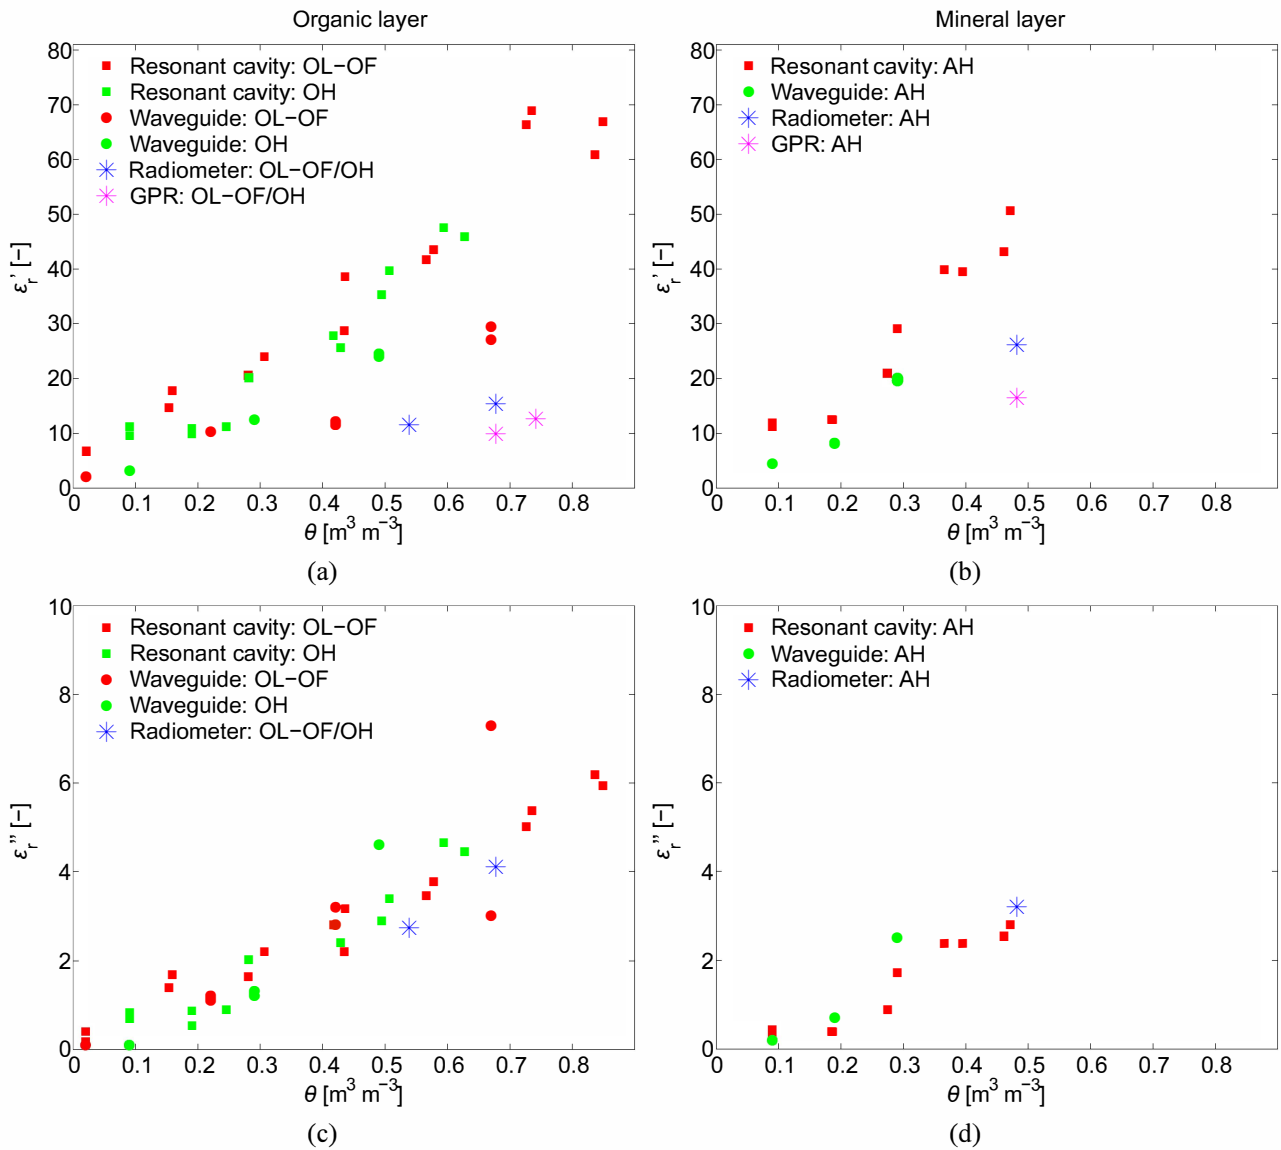 Organic layer
80
70
60
50
40
30
20
10
0
Resonant cavity: OL−OF
Resonant cavity: OH
Waveguide: OL−OF
Waveguide: OH
Radiometer: OL−OF/OH
GPR: OL−OF/OH
εr' [−]
0 0.1 0.2 0.3 0.4 0.5 0.6 0.7 0.8
θ [m³ m⁻³]
(a)
Mineral layer
80
70
60
50
40
30
20
10
0
Resonant cavity: AH
Waveguide: AH
Radiometer: AH
GPR: AH
εr' [−]
0 0.1 0.2 0.3 0.4 0.5 0.6 0.7 0.8
θ [m³ m⁻³]
(b)
10
8
6
4
2
0
Resonant cavity: OL−OF
Resonant cavity: OH
Waveguide: OL−OF
Waveguide: OH
Radiometer: OL−OF/OH
εr'' [−]
0 0.1 0.2 0.3 0.4 0.5 0.6 0.7 0.8
θ [m³ m⁻³]
(c)
10
8
6
4
2
0
Resonant cavity: AH
Waveguide: AH
Radiometer: AH
εr'' [−]
0 0.1 0.2 0.3 0.4 0.5 0.6 0.7 0.8
θ [m³ m⁻³]
(d)